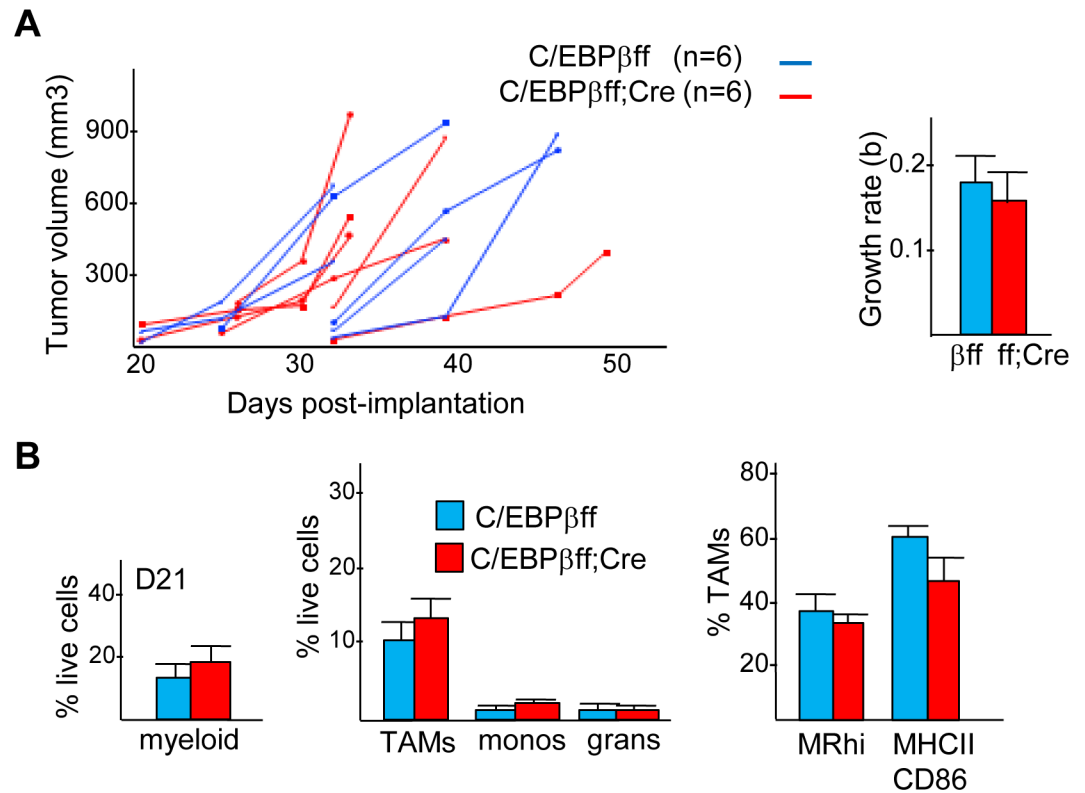 A
C/EBPβff (n=6)
C/EBPβff;Cre (n=6)
Tumor volume (mm3)
900
600
300
20 30 40 50
Days post-implantation
Growth rate (b)
0.2
0.1
βff ff;Cre
B
% live cells
D21
40
20
myeloid
% live cells
30
20
10
C/EBPβff
C/EBPβff;Cre
TAMs monos grans
% TAMs
80
60
40
20
MRhi MHCII
CD86